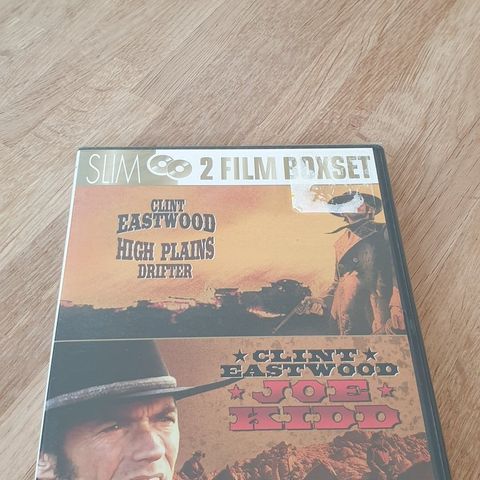 SLIM 2 FILM BOXSET
CLINT
EASTWOOD
HIGH PLAINS
DRIFTER
CLINT
EASTWOOD
JOE
KIDD